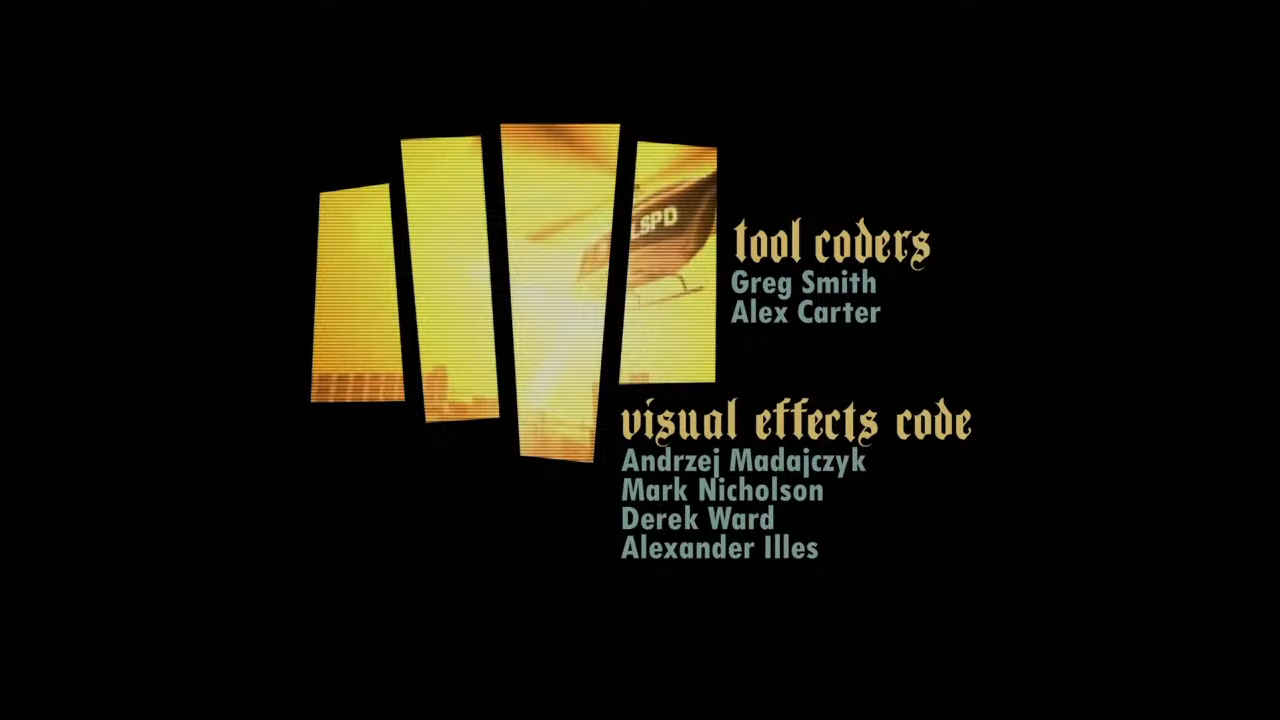 LSPD
tool coders
Greg Smith
Alex Carter
visual effects code
Andrzej Madajczyk
Mark Nicholson
Derek Ward
Alexander Illes